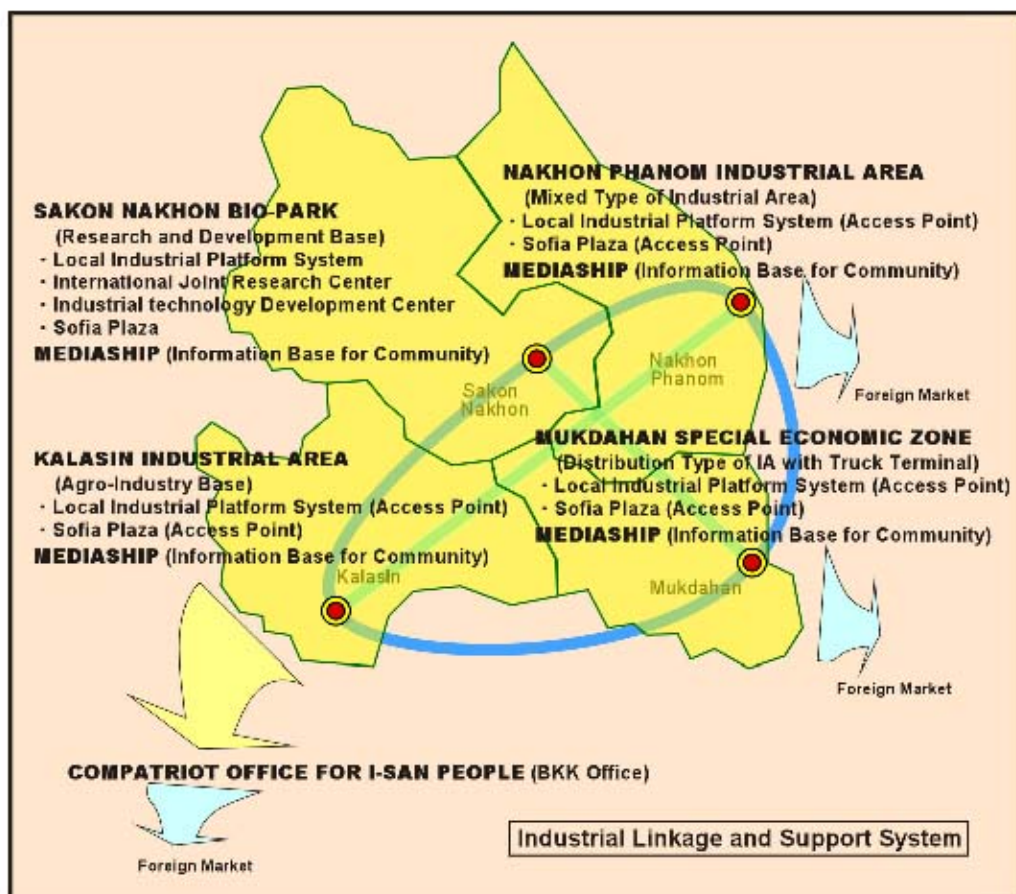 NAKHON PHANOM INDUSTRIAL AREA
(Mixed Type of Industrial Area)
· Local Industrial Platform System (Access Point)
· Sofia Plaza (Access Point)
MEDIASHIP (Information Base for Community)
SAKON NAKHON BIO-PARK
(Research and Development Base)
· Local Industrial Platform System
· International Joint Research Center
· Industrial technology Development Center
· Sofia Plaza
MEDIASHIP (Information Base for Community)
Sakon
Nakhon
Nakhon
Phanom
Foreign Market
MUKDAHAN SPECIAL ECONOMIC ZONE
(Distribution Type of IA with Truck Terminal)
· Local Industrial Platform System (Access Point)
· Sofia Plaza (Access Point)
MEDIASHIP (Information Base for Community)
KALASIN INDUSTRIAL AREA
(Agro-Industry Base)
· Local Industrial Platform System (Access Point)
· Sofia Plaza (Access Point)
MEDIASHIP (Information Base for Community)
Kalasin
Mukdahan
Foreign Market
COMPATRIOT OFFICE FOR I-SAN PEOPLE (BKK Office)
Foreign Market
Industrial Linkage and Support System